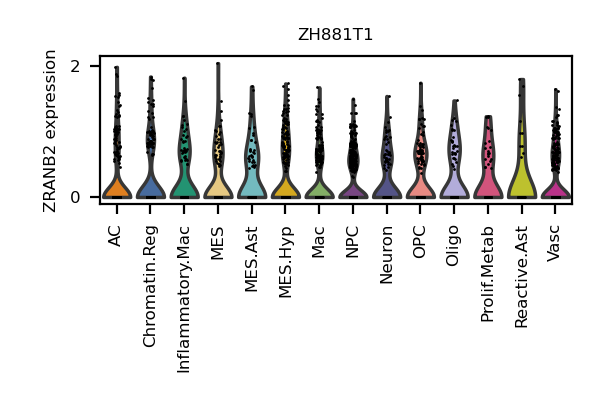 ZH881T1
ZRANB2 expression
2
0
AC
Chromatin.Reg
Inflammatory.Mac
MES
MES.Ast
MES.Hyp
Mac
NPC
Neuron
OPC
Oligo
Prolif.Metab
Reactive.Ast
Vasc